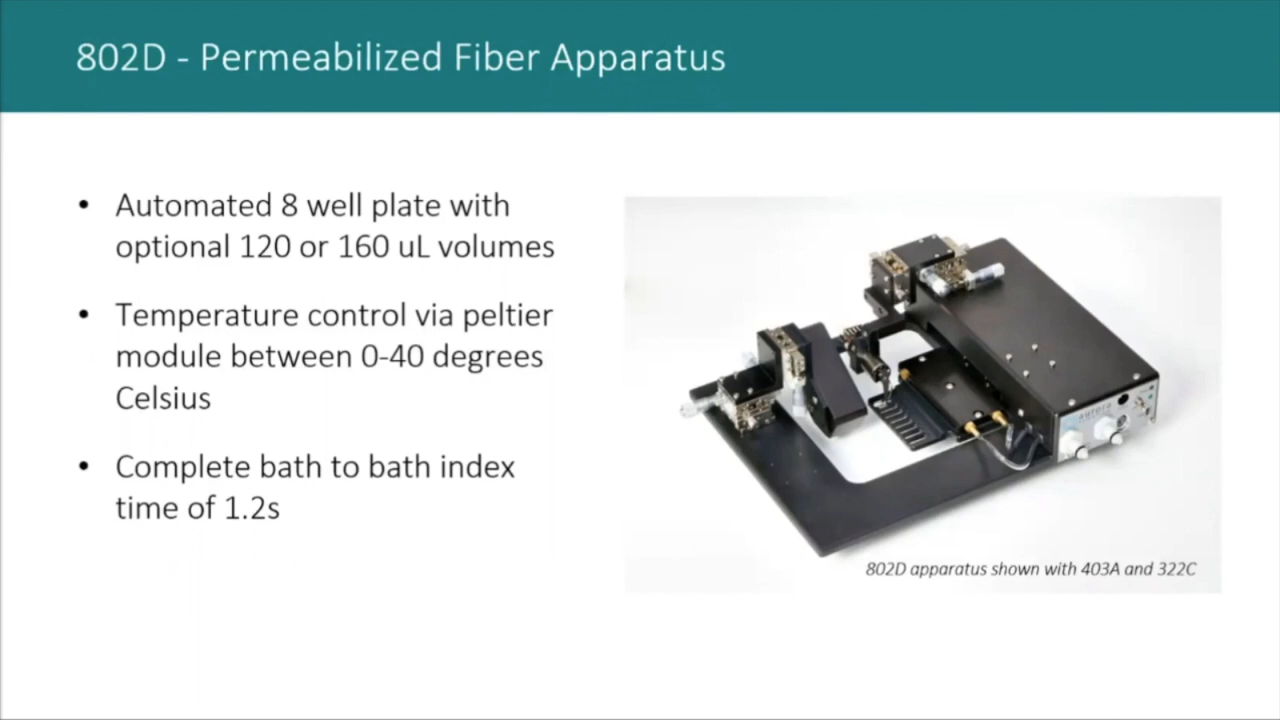 802D - Permeabilized Fiber Apparatus
• Automated 8 well plate with
optional 120 or 160 uL volumes
• Temperature control via peltier
module between 0-40 degrees
Celsius
• Complete bath to bath index
time of 1.2s
802D apparatus shown with 403A and 322C